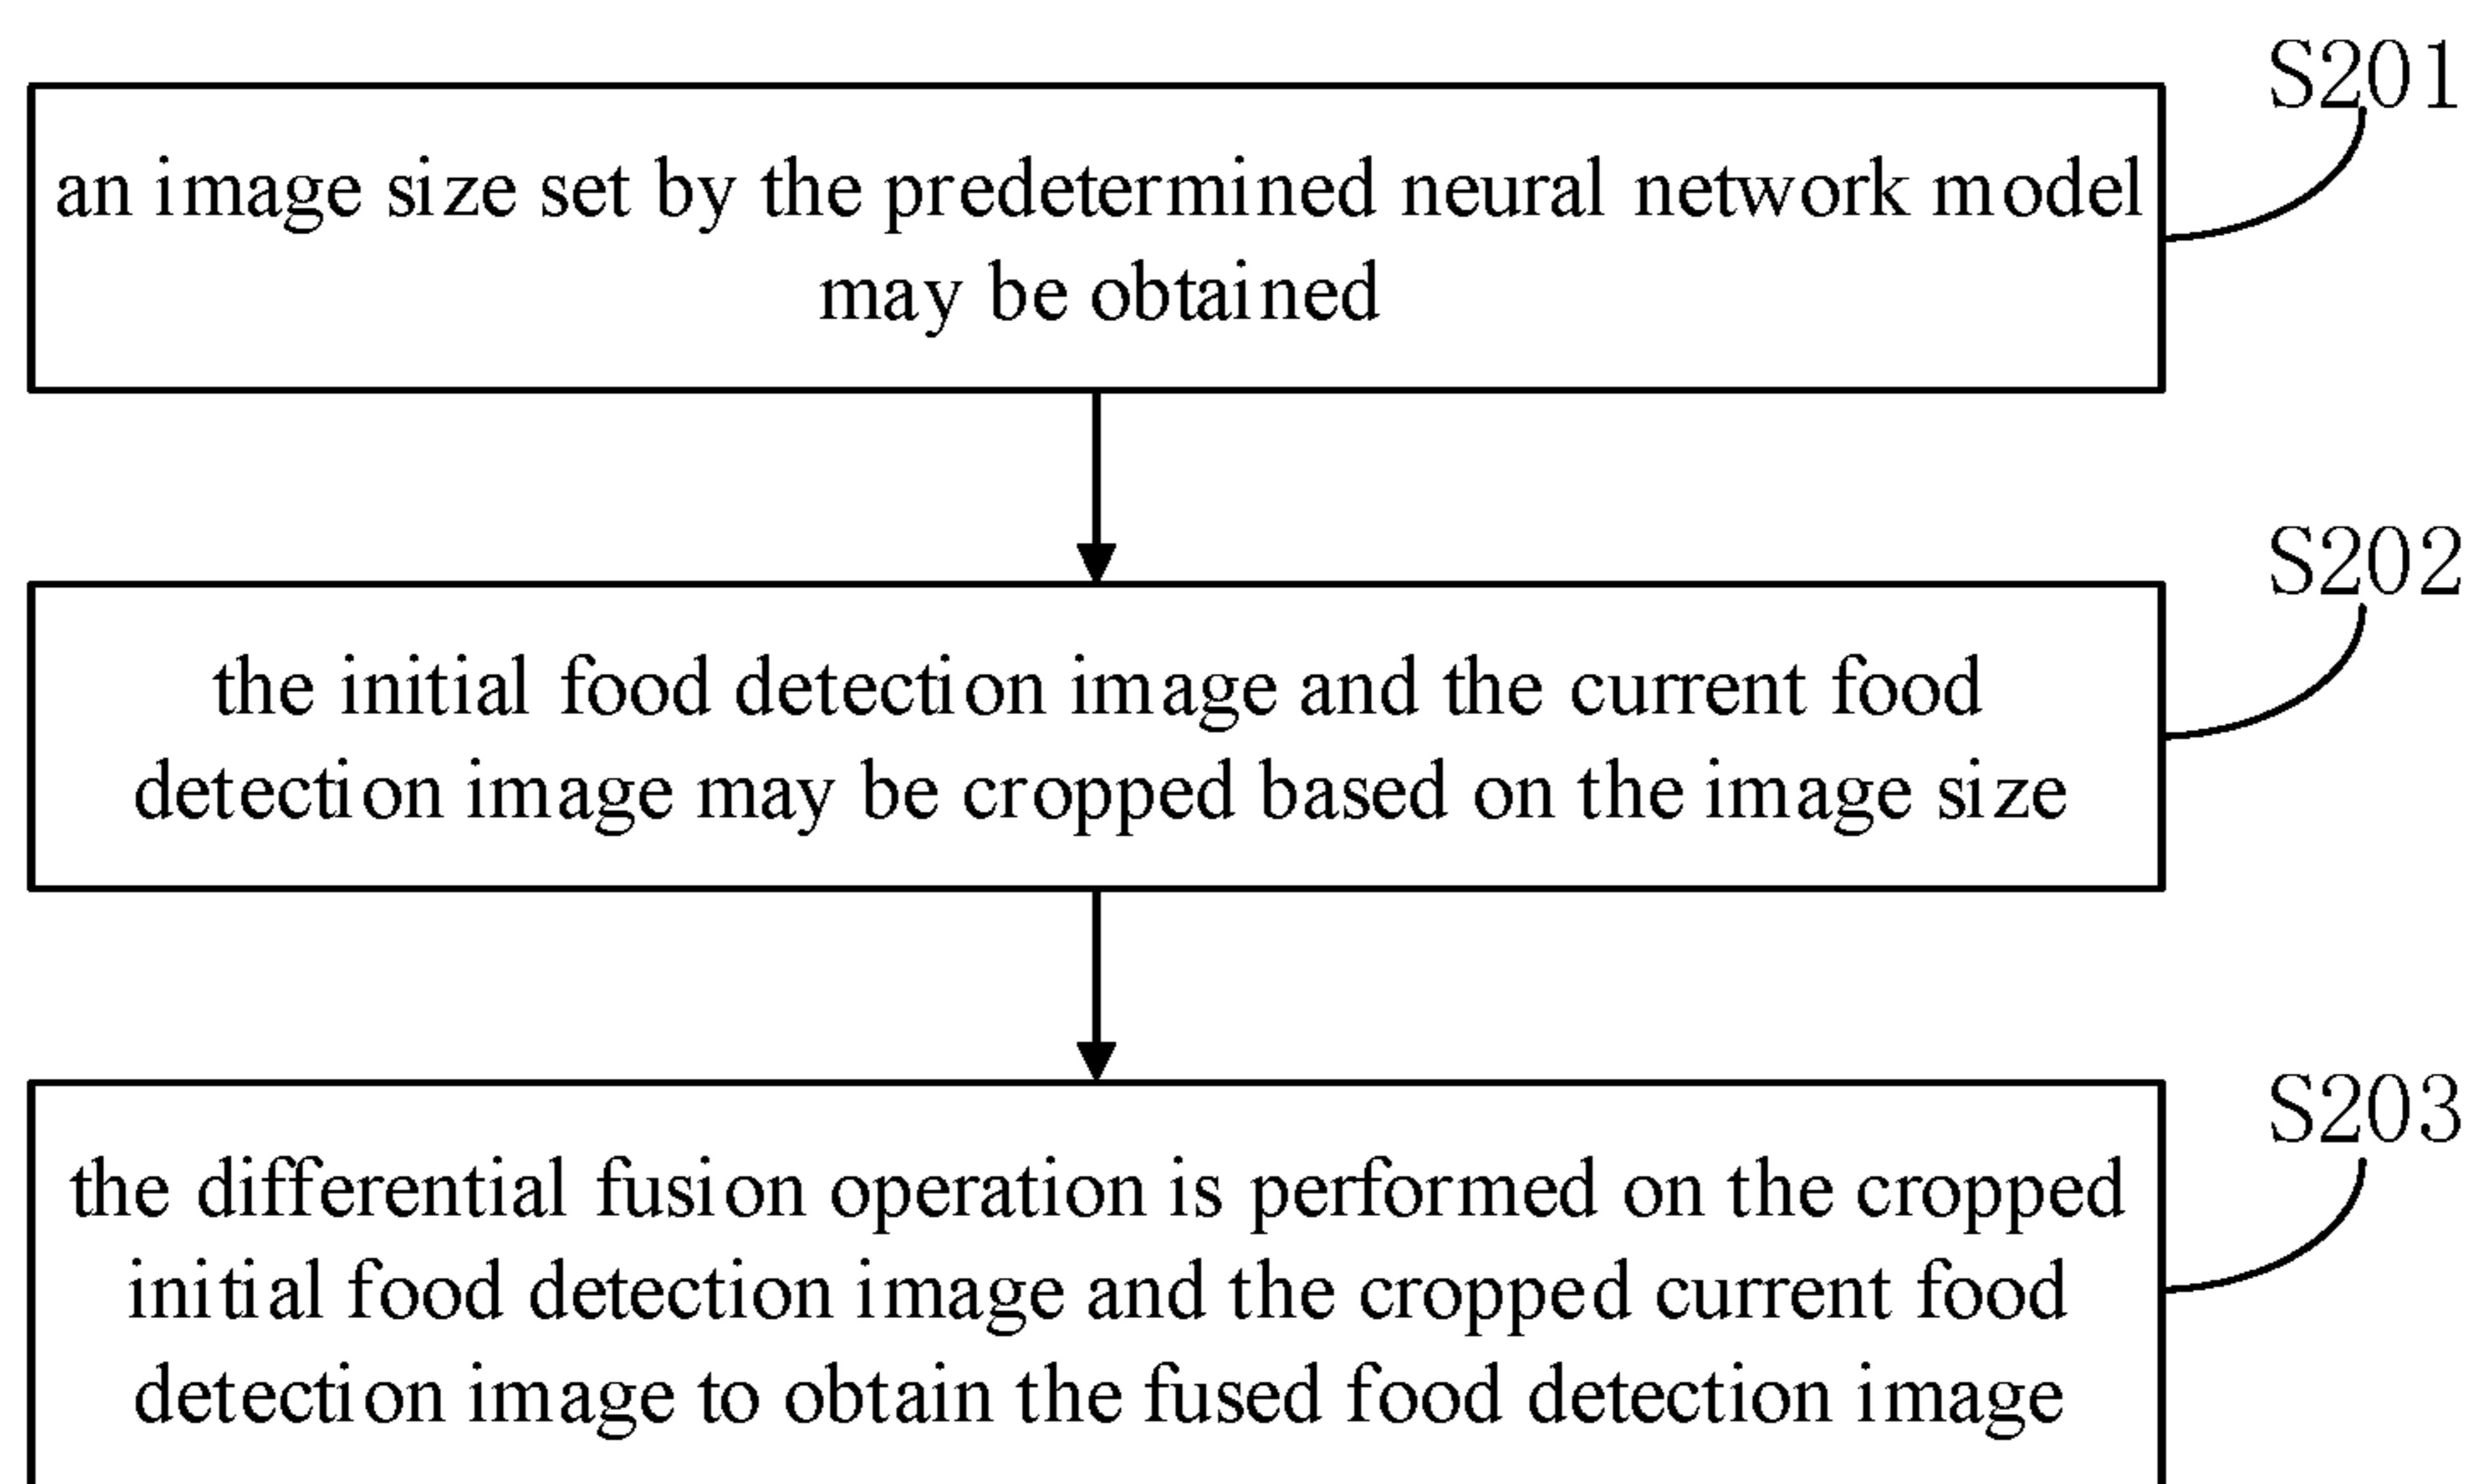 S201
an image size set by the predetermined neural network model
may be obtained
S202
the initial food detection image and the current food
detection image may be cropped based on the image size
S203
the differential fusion operation is performed on the cropped
initial food detection image and the cropped current food
detection image to obtain the fused food detection image